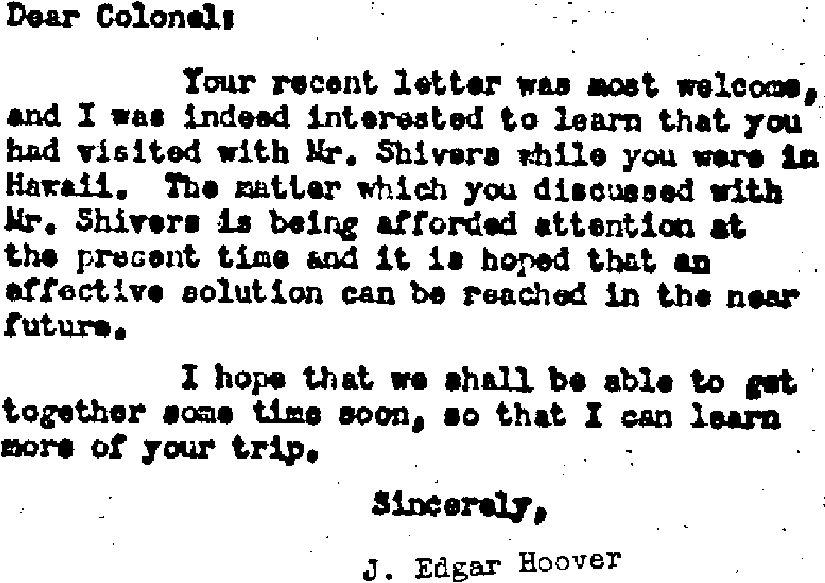 Dear Colonel:
Your recent letter was most welcome,
and I was indeed interested to learn that you
had visited with Mr. Shivers while you were in
Hawaii. The matter which you discussed with
Mr. Shivers is being afforded attention at
the present time and it is hoped that an
effective solution can be reached in the near
future.
I hope that we shall be able to get
together some time soon, so that I can learn
more of your trip.
Sincerely,
J. Edgar Hoover